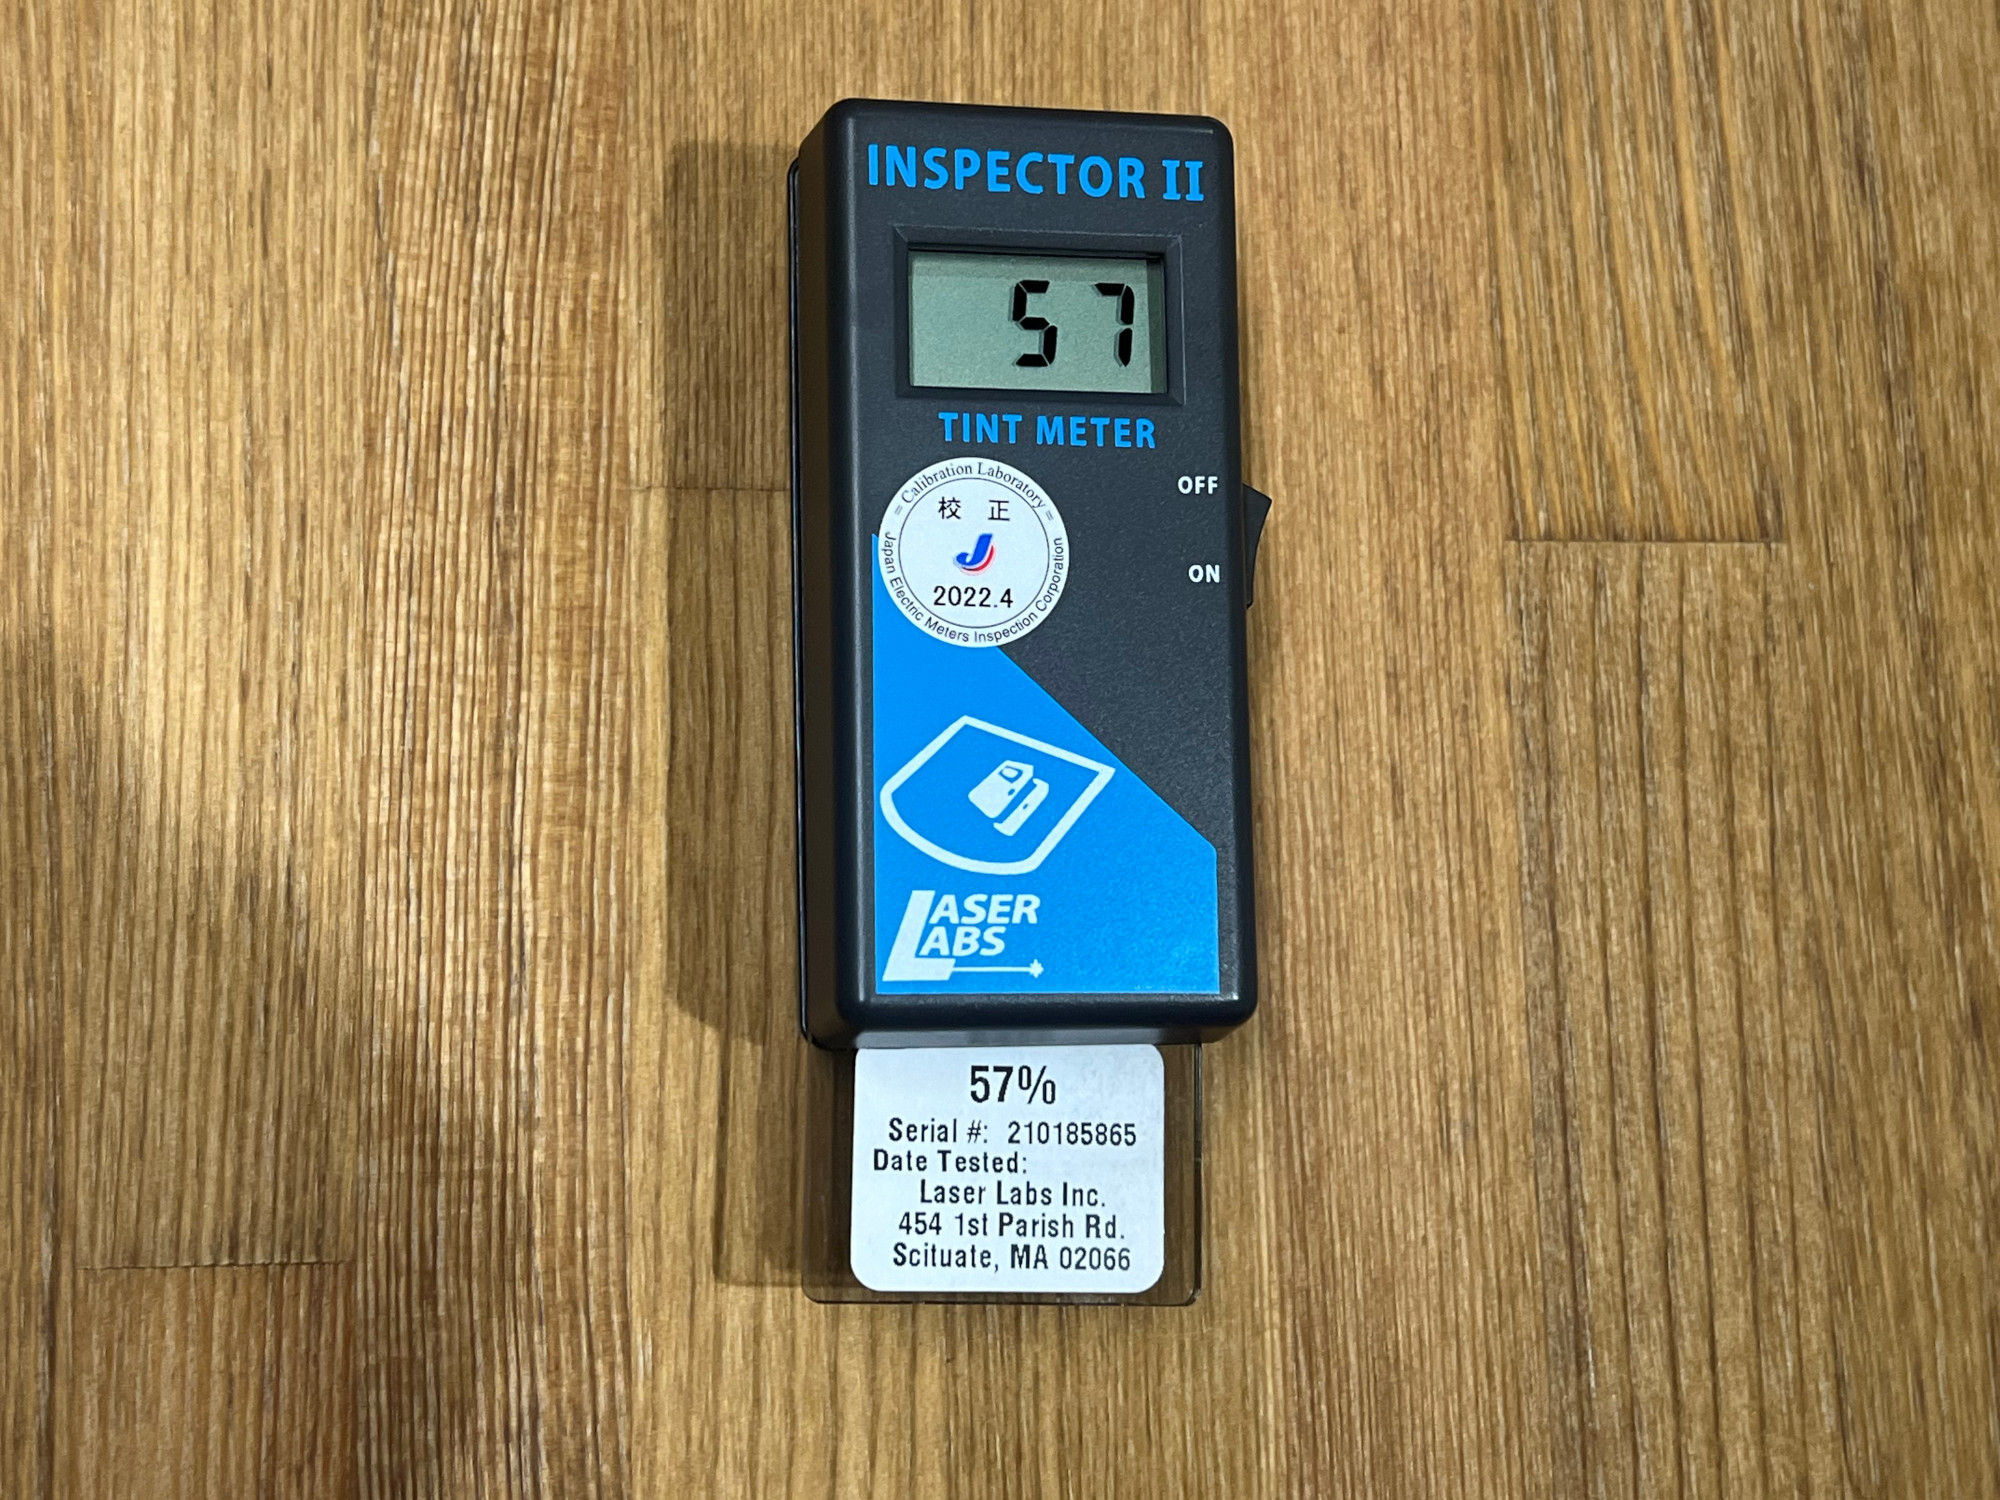 INSPECTOR II
57
TINT METER
OFF
ON
= Calibration Laboratory =
校 正
2022.4
Japan Electric Meters Inspection Corporation
LASER
LABS
57%
Serial #: 210185865
Date Tested:
Laser Labs Inc.
454 1st Parish Rd.
Scituate, MA 02066